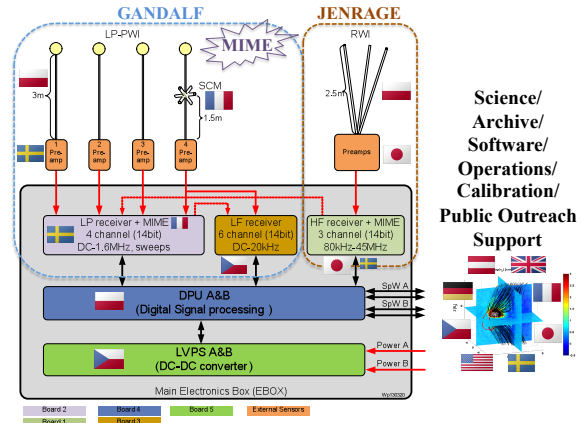 GANDALF
JENRAGE
LP-PWI
RWI
MIME
SCM
3m
1.5m
2.5m
1
Pre-
amp
2
Pre-
amp
3
Pre-
amp
4
Pre-
amp
Preamps
Science/
Archive/
Software/
Operations/
Calibration/
Public Outreach
Support
LP receiver + MIME
4 channel (14bit)
DC-1.6MHz, sweeps
LF receiver
6 channel (14bit)
DC-20kHz
HF receiver + MIME
3 channel (14bit)
80kHz-45MHz
SpW A
SpW B
DPU A&B
(Digital Signal processing )
LVPS A&B
(DC-DC converter)
Power A
Power B
Main Electronics Box (EBOX)
Wp130320
Board 2
Board 4
Board 5
External Sensors
Board 1
Board 3